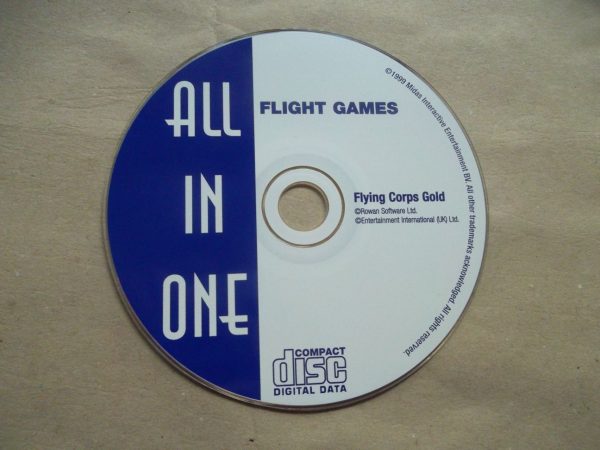 ALL
IN
ONE
FLIGHT GAMES
Flying Corps Gold
©Rowan Software Ltd.
©Entertainment International (UK) Ltd.
©1999 Midas Interactive Entertainment BV. All other trademarks acknowledged. All rights reserved.
COMPACT
disc
DIGITAL DATA